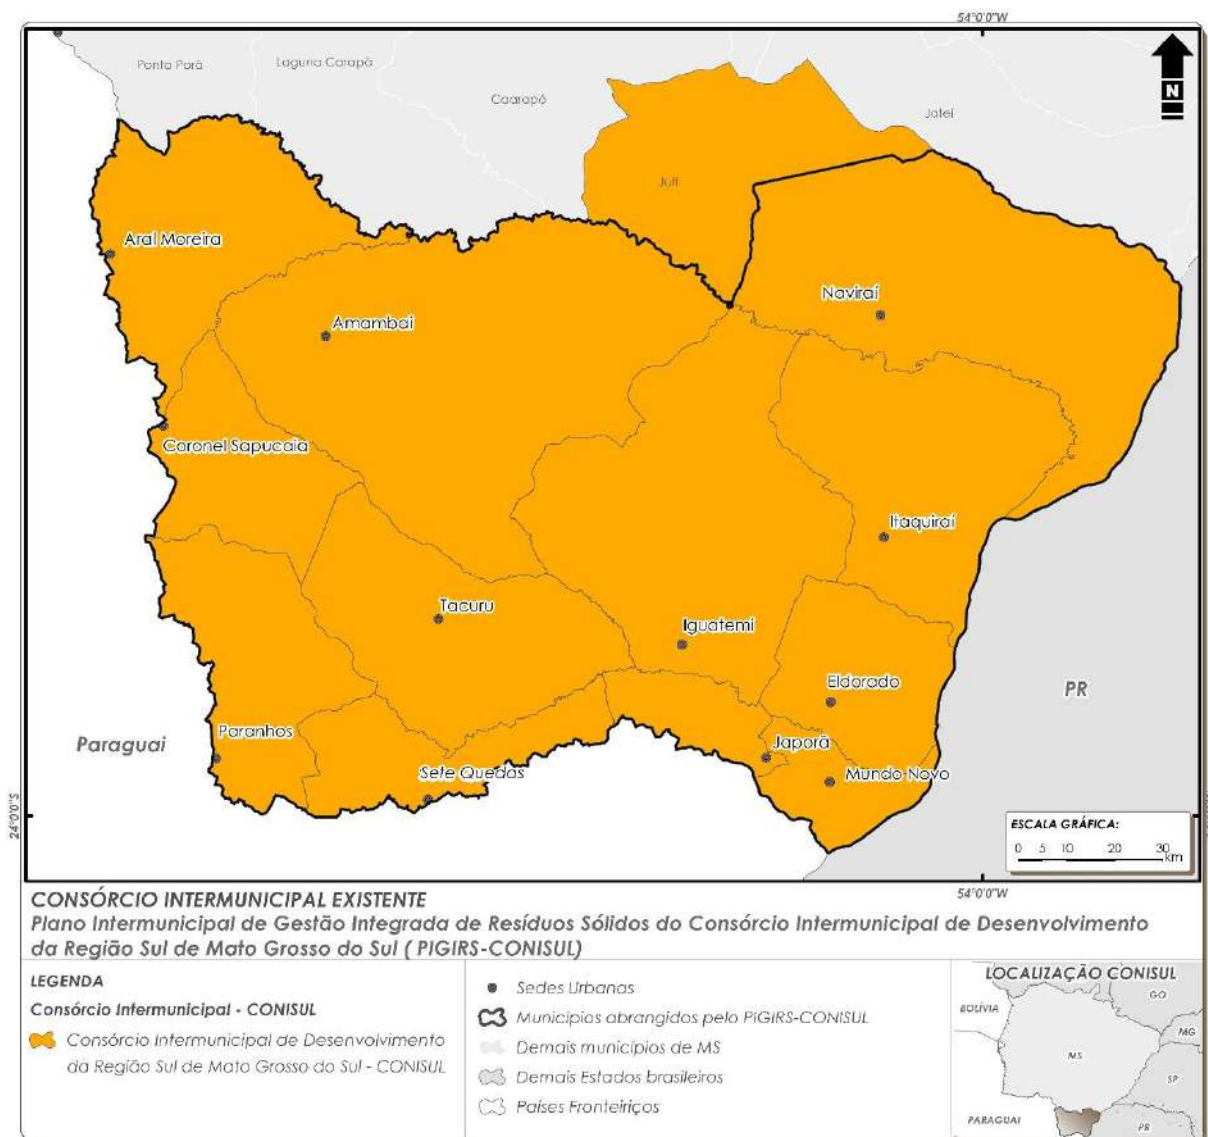 54°0'0"W
Ponta Porã
Laguna Carapã
Caarapó
Jateí
N
Juti
Aral Moreira
Naviraí
Amambai
Coronel Sapucaia
Itaquiraí
Tacuru
Iguatemi
Eldorado
PR
Paraguai
Paranhos
Japorã
Sete Quedas
Mundo Novo
24°0'0"S
ESCALA GRÁFICA:
0 5 10 20 30
km
54°0'0"W
CONSÓRCIO INTERMUNICIPAL EXISTENTE
Plano Intermunicipal de Gestão Integrada de Resíduos Sólidos do Consórcio Intermunicipal de Desenvolvimento
da Região Sul de Mato Grosso do Sul ( PIGIRS-CONISUL)
LEGENDA
Consórcio Intermunicipal - CONISUL
Consórcio Intermunicipal de Desenvolvimento
da Região Sul de Mato Grosso do Sul - CONISUL
Sedes Urbanas
Municípios abrangidos pelo PIGIRS-CONISUL
Demais municípios de MS
Demais Estados brasileiros
Países Fronteiriços
LOCALIZAÇÃO CONISUL
GO
BOLÍVIA
MG
MS
SP
PARAGUAI
PR